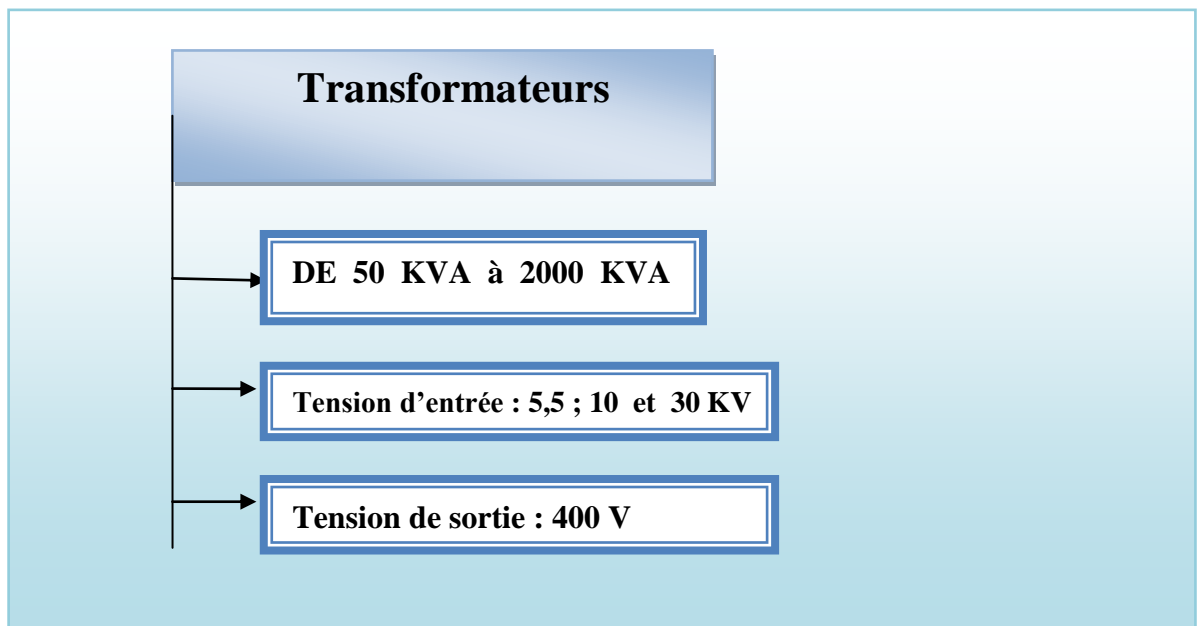 Transformateurs
DE 50 KVA à 2000 KVA
Tension d’entrée : 5,5 ; 10 et 30 KV
Tension de sortie : 400 V